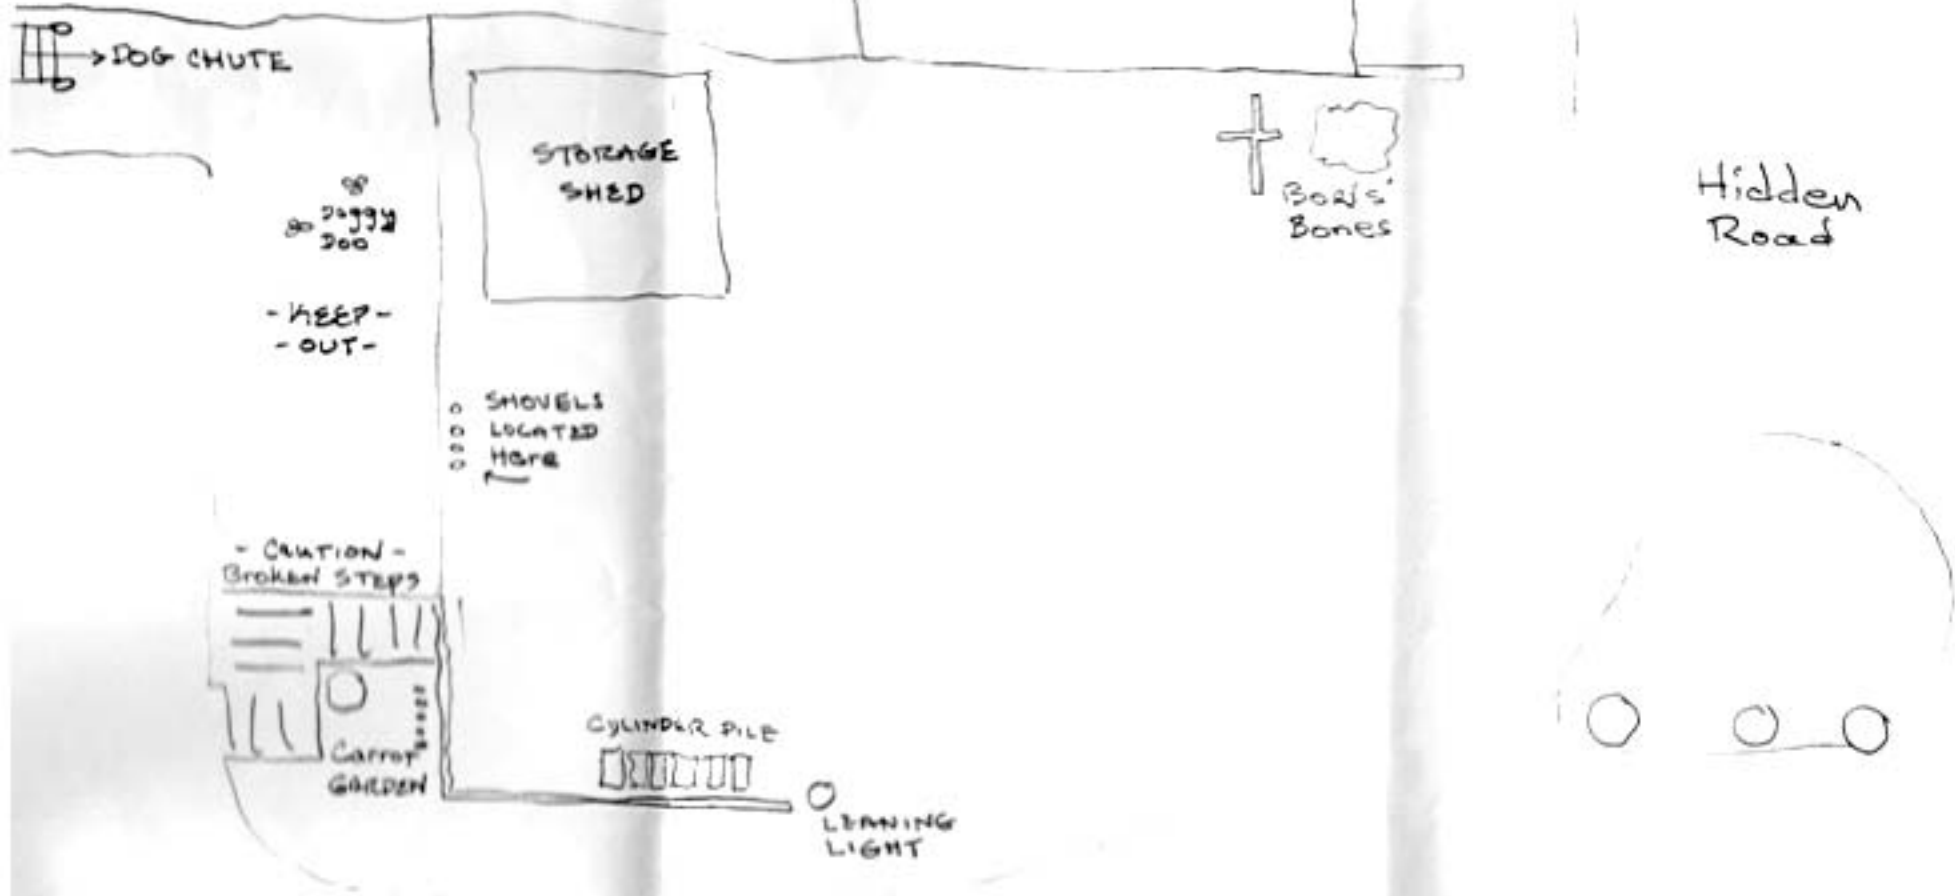 DOG CHUTE
STORAGE
SHED
Doggy
Doo
- KEEP -
- OUT -
Boris'
Bones
Hidden
Road
SHOVELS
LOCATED
Here
- CAUTION -
Broken STEPS
Carrot
GARDEN
CYLINDER PILE
LEANING
LIGHT